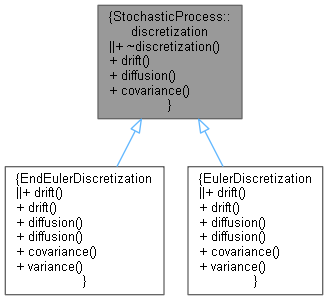 {StochasticProcess::
discretization
||+ ~discretization()
+ drift()
+ diffusion()
+ covariance()
}
{EndEulerDiscretization
||+ drift()
+ drift()
+ diffusion()
+ diffusion()
+ covariance()
+ variance()
}
{EulerDiscretization
||+ drift()
+ drift()
+ diffusion()
+ diffusion()
+ covariance()
+ variance()
}